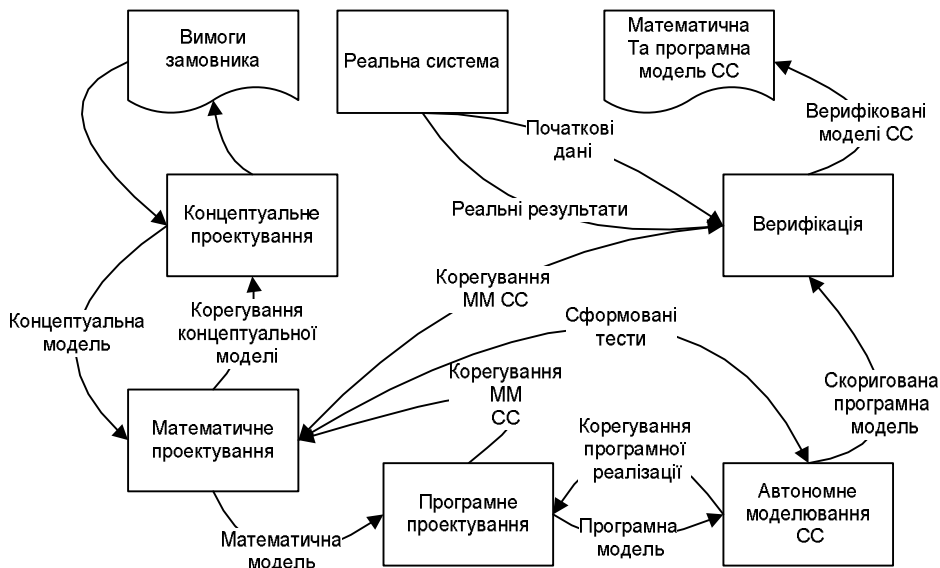 Вимоги
замовника
Реальна система
Математична
Та програмна
модель СС
Початкові
дані
Верифіковані
моделі СС
Концептуальне
проектування
Реальні результати
Верифікація
Корегування
ММ СС
Концептуальна
модель
Корегування
концептуальної
моделі
Сформовані
тести
Корегування
ММ
СС
Скоригована
програмна
модель
Математичне
проектування
Корегування
програмної
реалізації
Програмне
проектування
Автономне
моделювання
СС
Математична
модель
Програмна
модель